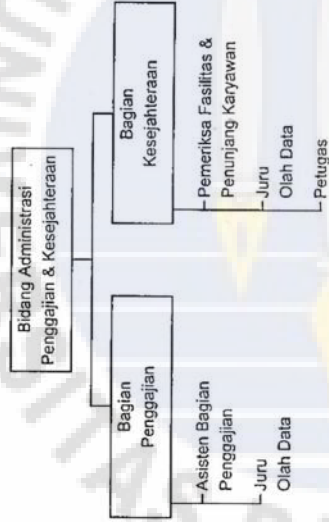 Bidang Administrasi
Penggajian & Kesejahteraan
Bagian
Penggajian
Asisten Bagian
Penggajian
Juru
Olah Data
Bagian
Kesejahteraan
Pemeriksa Fasilitas &
Penunjang Karyawan
Juru
Olah Data
Petugas